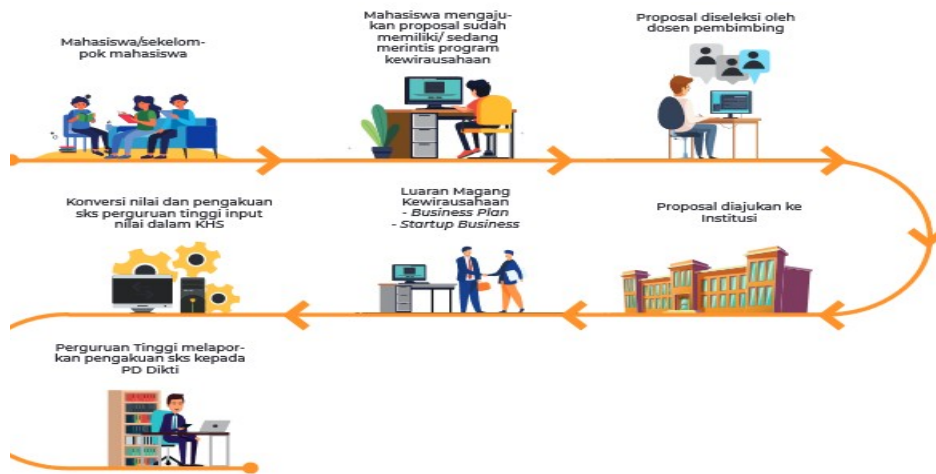 Mahasiswa/sekelom-
pok mahasiswa
Mahasiswa mengaju-
kan proposal sudah
memiliki/ sedang
merintis program
kewirausahaan
Proposal diseleksi oleh
dosen pembimbing
Proposal diajukan ke
Institusi
Luaran Magang
Kewirausahaan
- Business Plan
- Startup Business
Konversi nilai dan pengakuan
sks perguruan tinggi input
nilai dalam KHS
Perguruan Tinggi melapor-
kan pengakuan sks kepada
PD Dikti